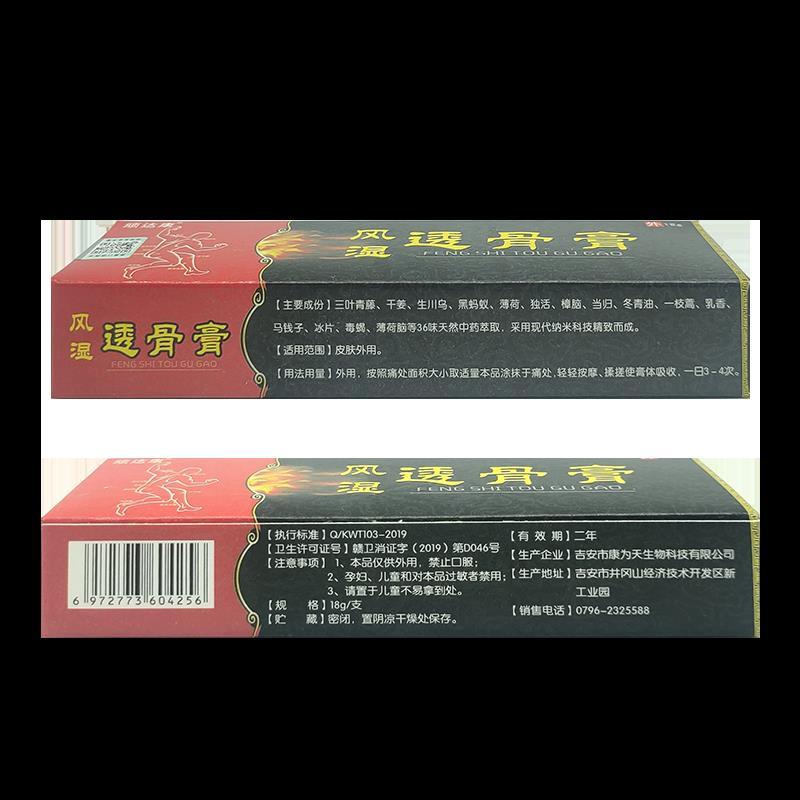 顺达康
风湿 透骨膏
FENG SHI TOU GU GAO
外 18g
风湿 透骨膏
FENG SHI TOU GU GAO
【主要成份】三叶青藤、干姜、生川乌、黑蚂蚁、薄荷、独活、樟脑、当归、冬青油、一枝蒿、乳香、
马钱子、冰片、毒蝎、薄荷脑等36味天然中药萃取，采用现代纳米科技精致而成。
【适用范围】皮肤外用。
【用法用量】外用，按照痛处面积大小取适量本品涂抹于痛处,轻轻按摩、揉搓使膏体吸收，一日3-4次。
顺达康
风湿 透骨膏
FENG SHI TOU GU GAO
6 972773 604256
【执行标准】Q/KWT103-2019
【卫生许可证号】赣卫消证字（2019）第D046号
【注意事项】1、本品仅供外用，禁止口服；
2、孕妇、儿童和对本品过敏者禁用；
3、请置于儿童不易拿到处。
【规 格】18g/支
【贮 藏】密闭，置阴凉干燥处保存。
【有 效 期】二年
【生产企业】吉安市康为天生物科技有限公司
【生产地址】吉安市井冈山经济技术开发区新
工业园
【销售电话】0796-2325588